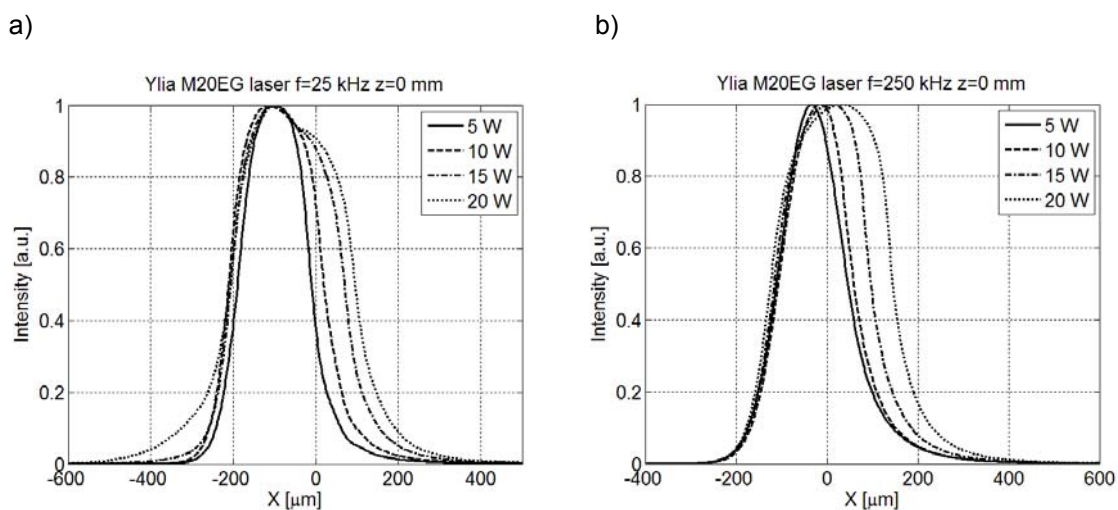 a)
b)
Ylia M20EG laser f=25 kHz z=0 mm
1
0.8
0.6
0.4
0.2
0
Intensity [a.u.]
-600
-400
-200
0
200
400
X [μm]
5 W
10 W
15 W
20 W
Ylia M20EG laser f=250 kHz z=0 mm
1
0.8
0.6
0.4
0.2
0
Intensity [a.u.]
-400
-200
0
200
400
600
X [μm]
5 W
10 W
15 W
20 W